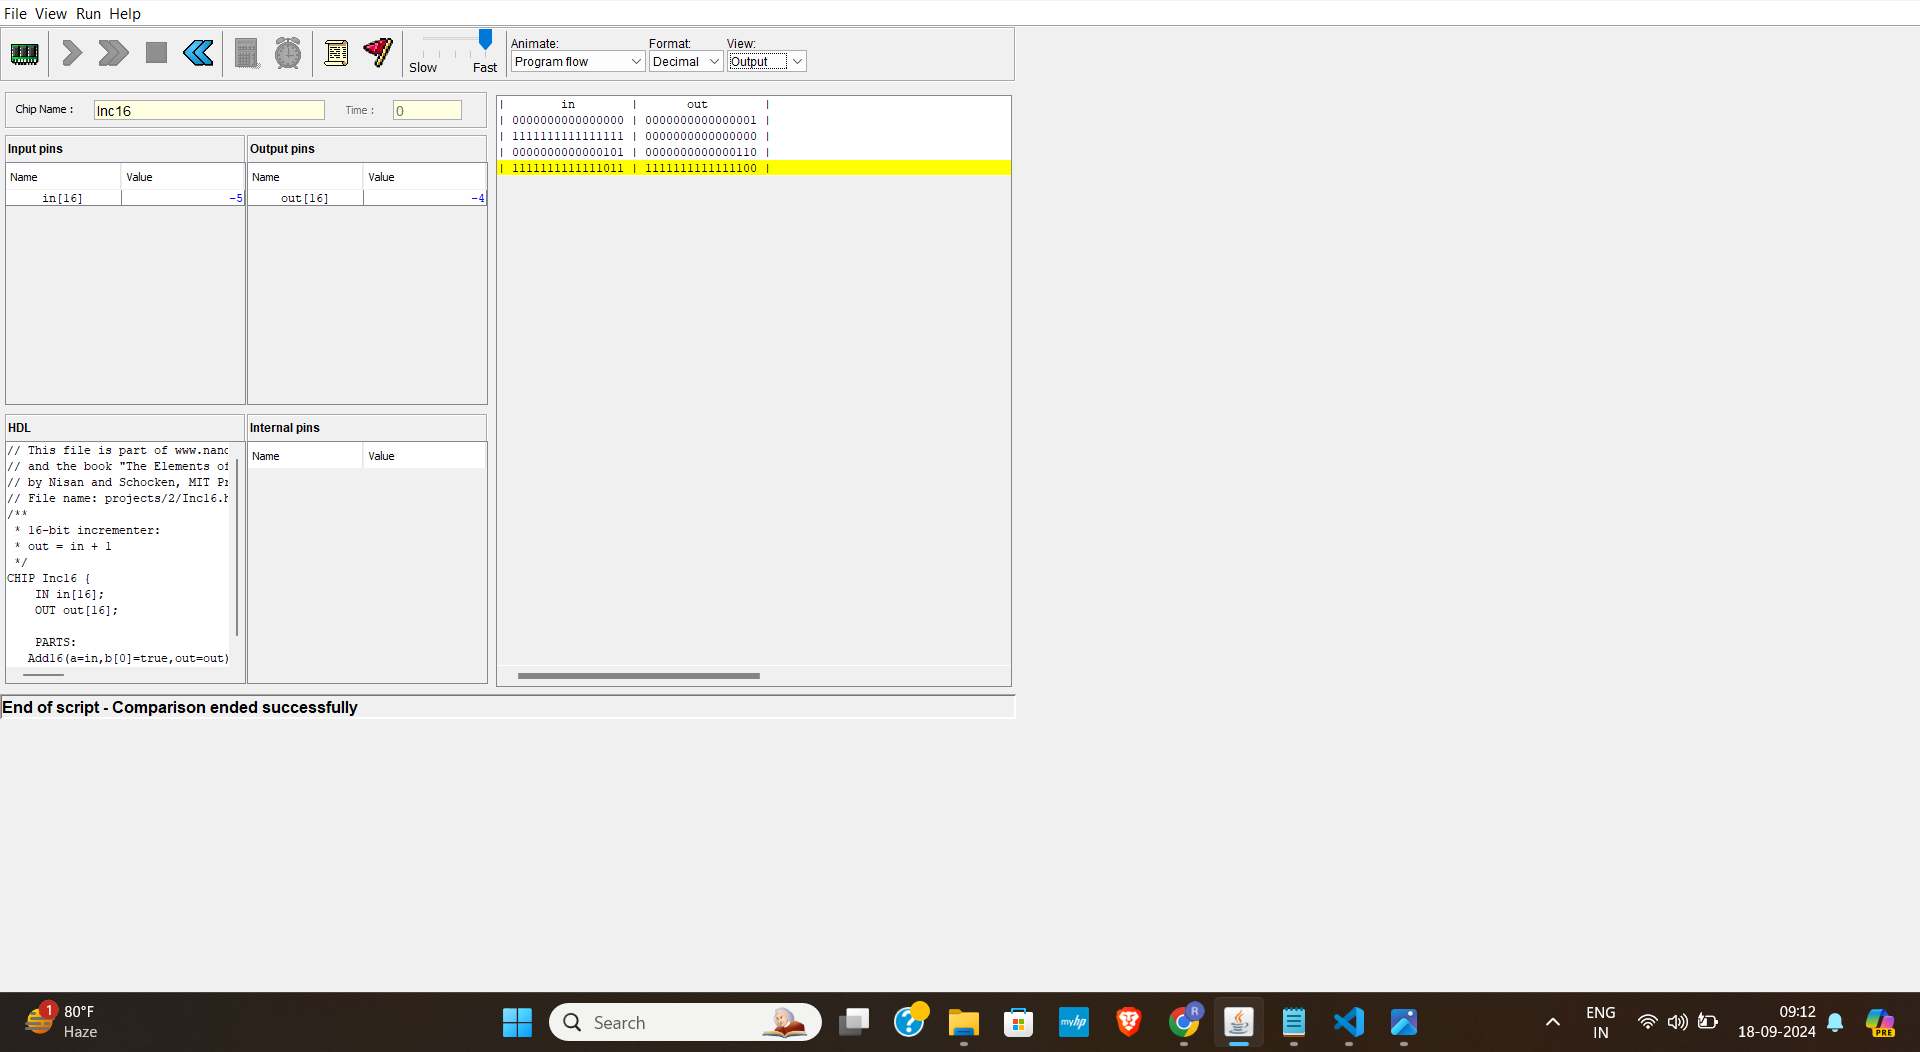 File View Run Help
Slow Fast
Animate: Format: View:
Program flow Decimal Output
Chip Name : Inc16 Time : 0
Input pins Output pins
Name Value Name Value
in[16] -5 out[16] -4
| in | out |
| 0000000000000000 | 0000000000000001 |
| 1111111111111111 | 0000000000000000 |
| 0000000000000101 | 0000000000000110 |
| 1111111111111011 | 1111111111111100 |
HDL Internal pins
Name Value
// This file is part of www.nand
// and the book "The Elements of
// by Nisan and Schocken, MIT Pr
// File name: projects/2/Inc16.h
/**
* 16-bit incrementer:
* out = in + 1
*/
CHIP Inc16 {
IN in[16];
OUT out[16];
PARTS:
Add16(a=in,b[0]=true,out=out)
End of script - Comparison ended successfully
1 80°F
Haze
Search
myhp
R
ENG
IN
09:12
18-09-2024
PRE